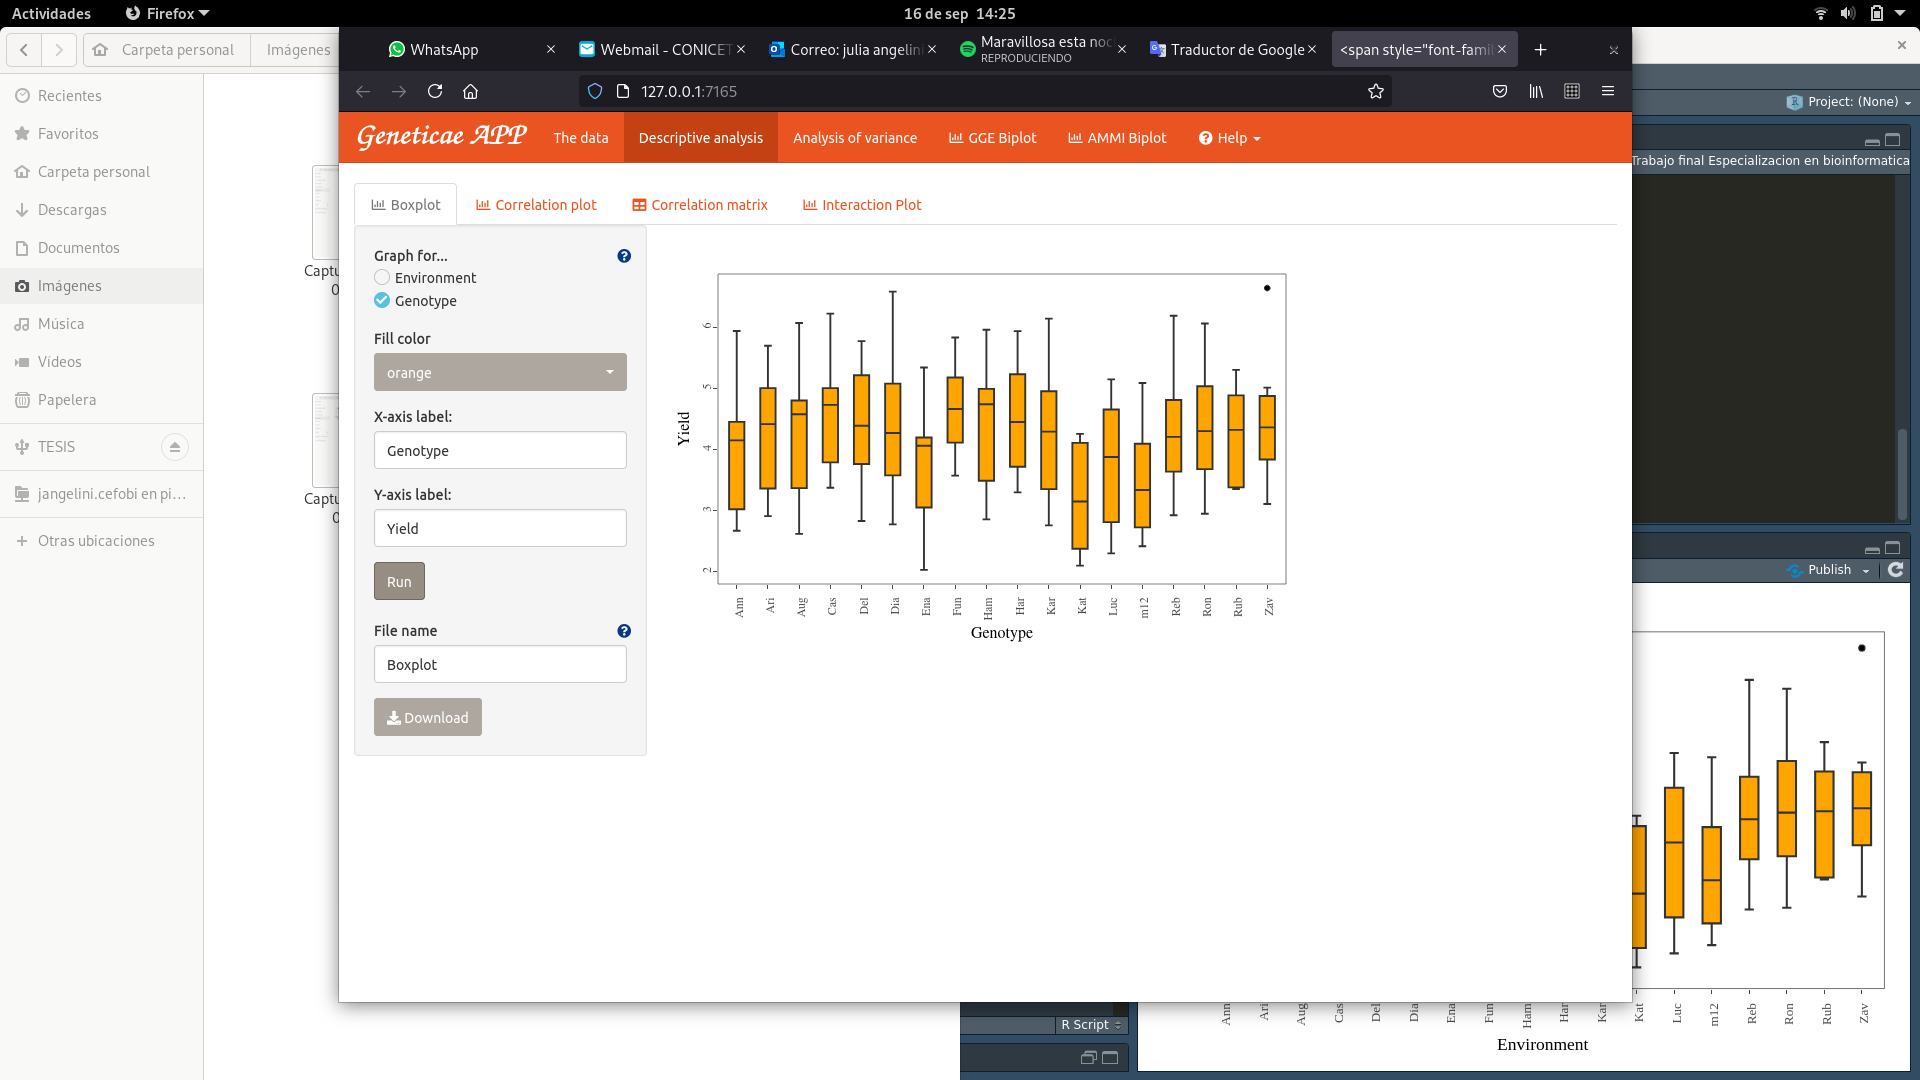 Actividades
Firefox
16 de sep 14:25
Carpeta personal
Imágenes
Recientes
Favoritos
Carpeta personal
Descargas
Documentos
Imágenes
Música
Vídeos
Papelera
TESIS
jangelini.cefobi en pi...
Otras ubicaciones
Captu
0
Captu
0
WhatsApp
Webmail - CONICET
Correo: julia angelin
Maravillosa esta noc
REPRODUCIENDO
Traductor de Google
<span style="font-famil
127.0.0.1:7165
Geneticae APP
The data
Descriptive analysis
Analysis of variance
GGE Biplot
AMMI Biplot
Help
Boxplot
Correlation plot
Correlation matrix
Interaction Plot
Graph for...
Environment
Genotype
Fill color
orange
X-axis label:
Genotype
Y-axis label:
Yield
Run
File name
Boxplot
Download
Yield
6
5
4
3
2
Ann Ari Aug Cas Del Dia Ena Fun Ham Har Kar Kat Luc m12 Reb Ron Rub Zav
Genotype
Project: (None)
Trabajo final Especializacion en bioinformatica
Publish
R Script
Ann Ari Aug Cas Del Dia Ena Fun Ham Har Kar Kat Luc m12 Reb Ron Rub Zav
Environment